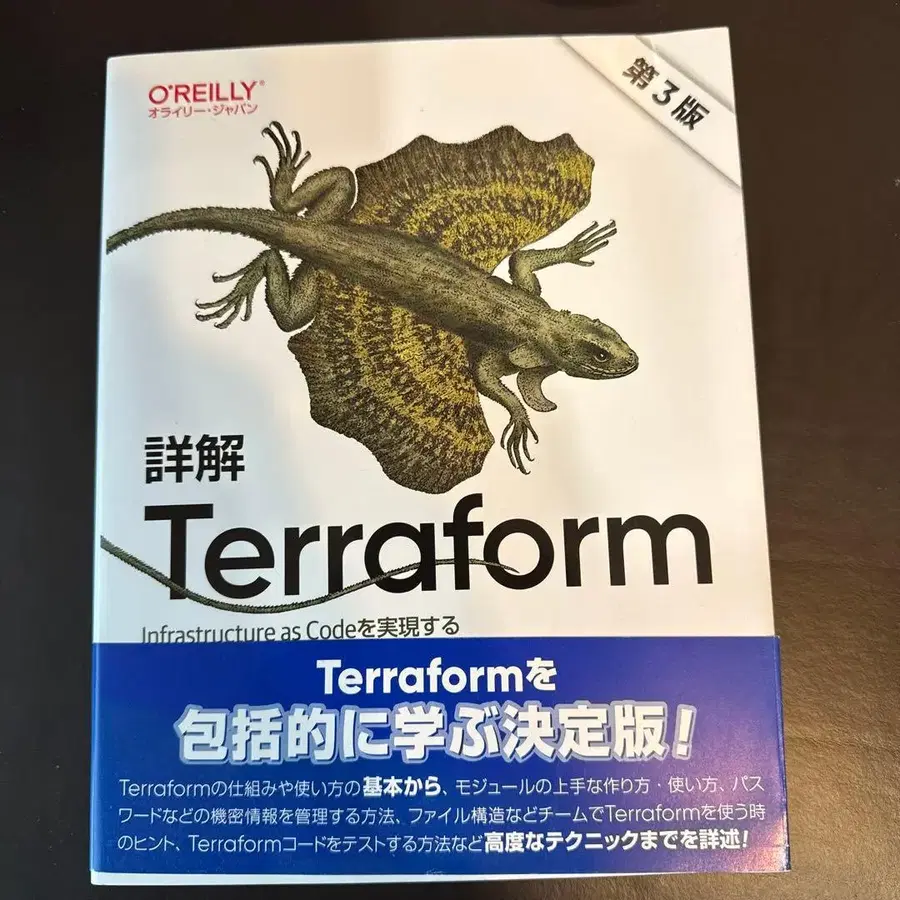 O'REILLY®
オライリー・ジャパン
第3版
詳解
Terraform
Infrastructure as Codeを実現する
Terraformを
包括的に学ぶ決定版!
Terraformの仕組みや使い方の基本から、モジュールの上手な作り方・使い方、パス
ワードなどの機密情報を管理する方法、ファイル構造などチームでTerraformを使う時
のヒント、Terraformコードをテストする方法など高度なテクニックまでを詳述!